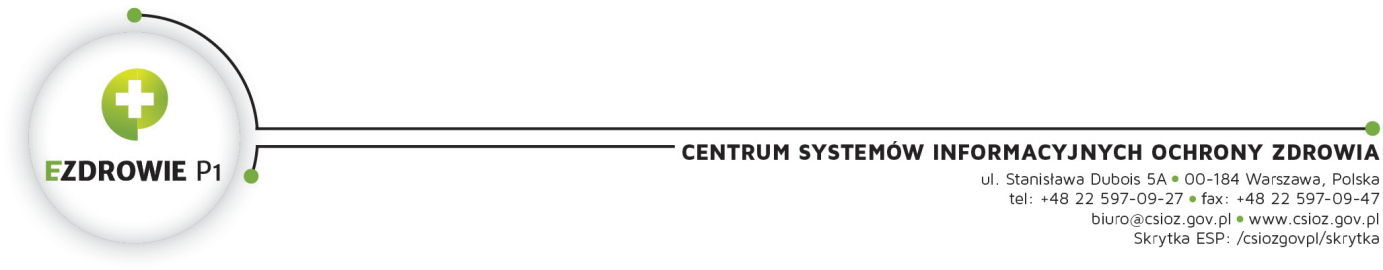 EZDROWIE P1
CENTRUM SYSTEMÓW INFORMACYJNYCH OCHRONY ZDROWIA
ul. Stanisława Dubois 5A • 00-184 Warszawa, Polska
tel: +48 22 597-09-27 • fax: +48 22 597-09-47
biuro@csioz.gov.pl • www.csioz.gov.pl
Skrytka ESP: /csiozgovpl/skrytka